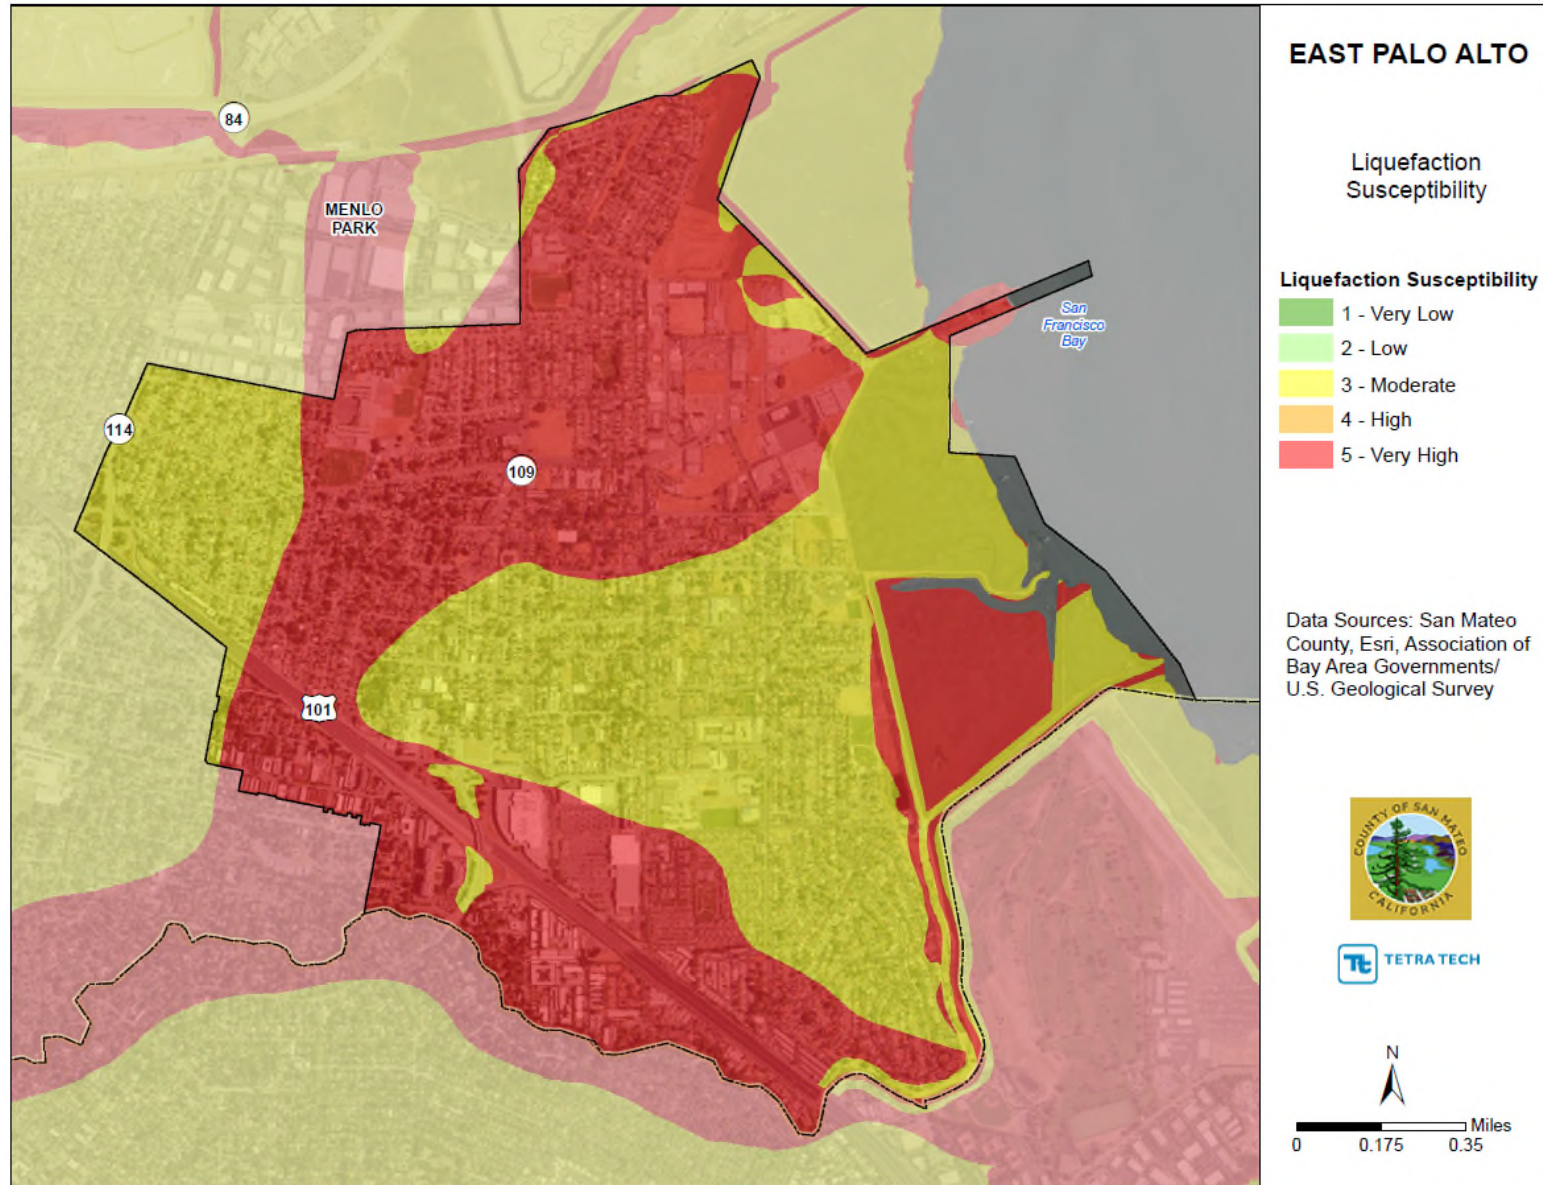 EAST PALO ALTO
Liquefaction
Susceptibility
Liquefaction Susceptibility
1 - Very Low
2 - Low
3 - Moderate
4 - High
5 - Very High
Data Sources: San Mateo
County, Esri, Association of
Bay Area Governments/
U.S. Geological Survey
COUNTY OF SAN MATEO
CALIFORNIA
Tt TETRA TECH
N
Miles
0 0.175 0.35
84
MENLO
PARK
San
Francisco
Bay
114
109
101